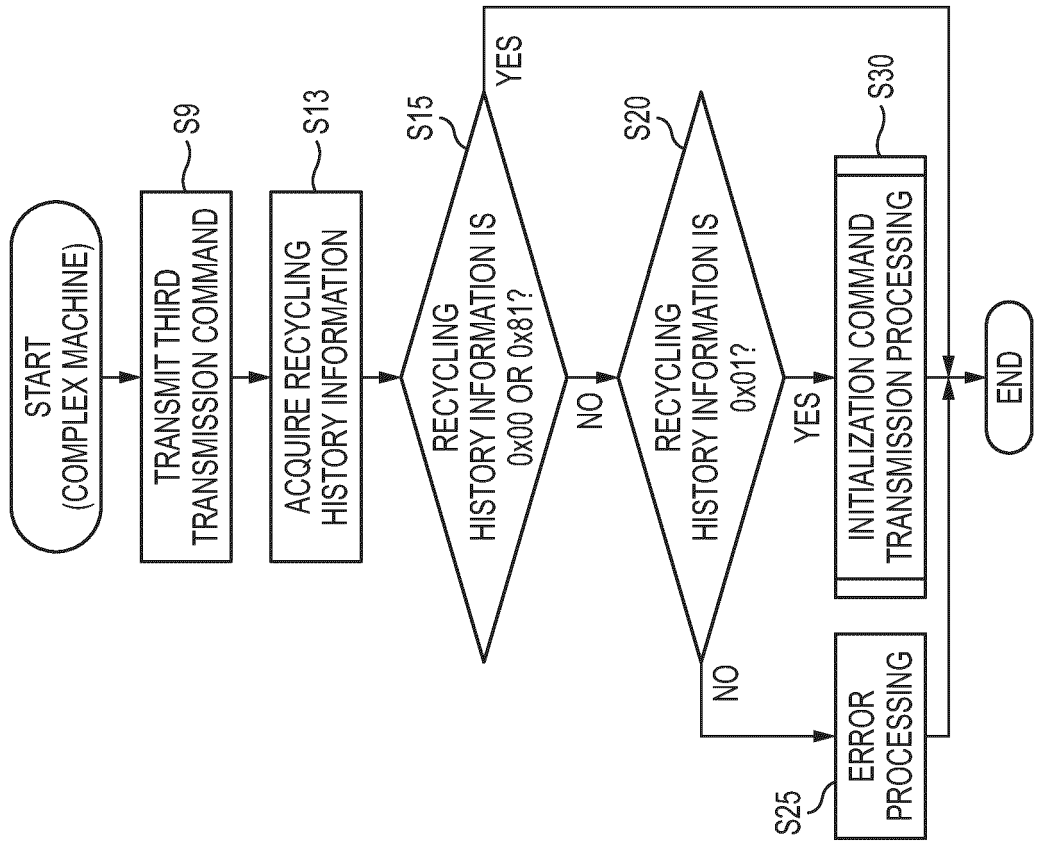 START
(COMPLEX MACHINE)
S9
TRANSMIT THIRD
TRANSMISSION COMMAND
S13
ACQUIRE RECYCLING
HISTORY INFORMATION
S15
RECYCLING
HISTORY INFORMATION IS
0x00 OR 0x81?
YES
NO
S20
RECYCLING
HISTORY INFORMATION IS
0x01?
NO
YES
S25
ERROR
PROCESSING
S30
INITIALIZATION COMMAND
TRANSMISSION PROCESSING
END